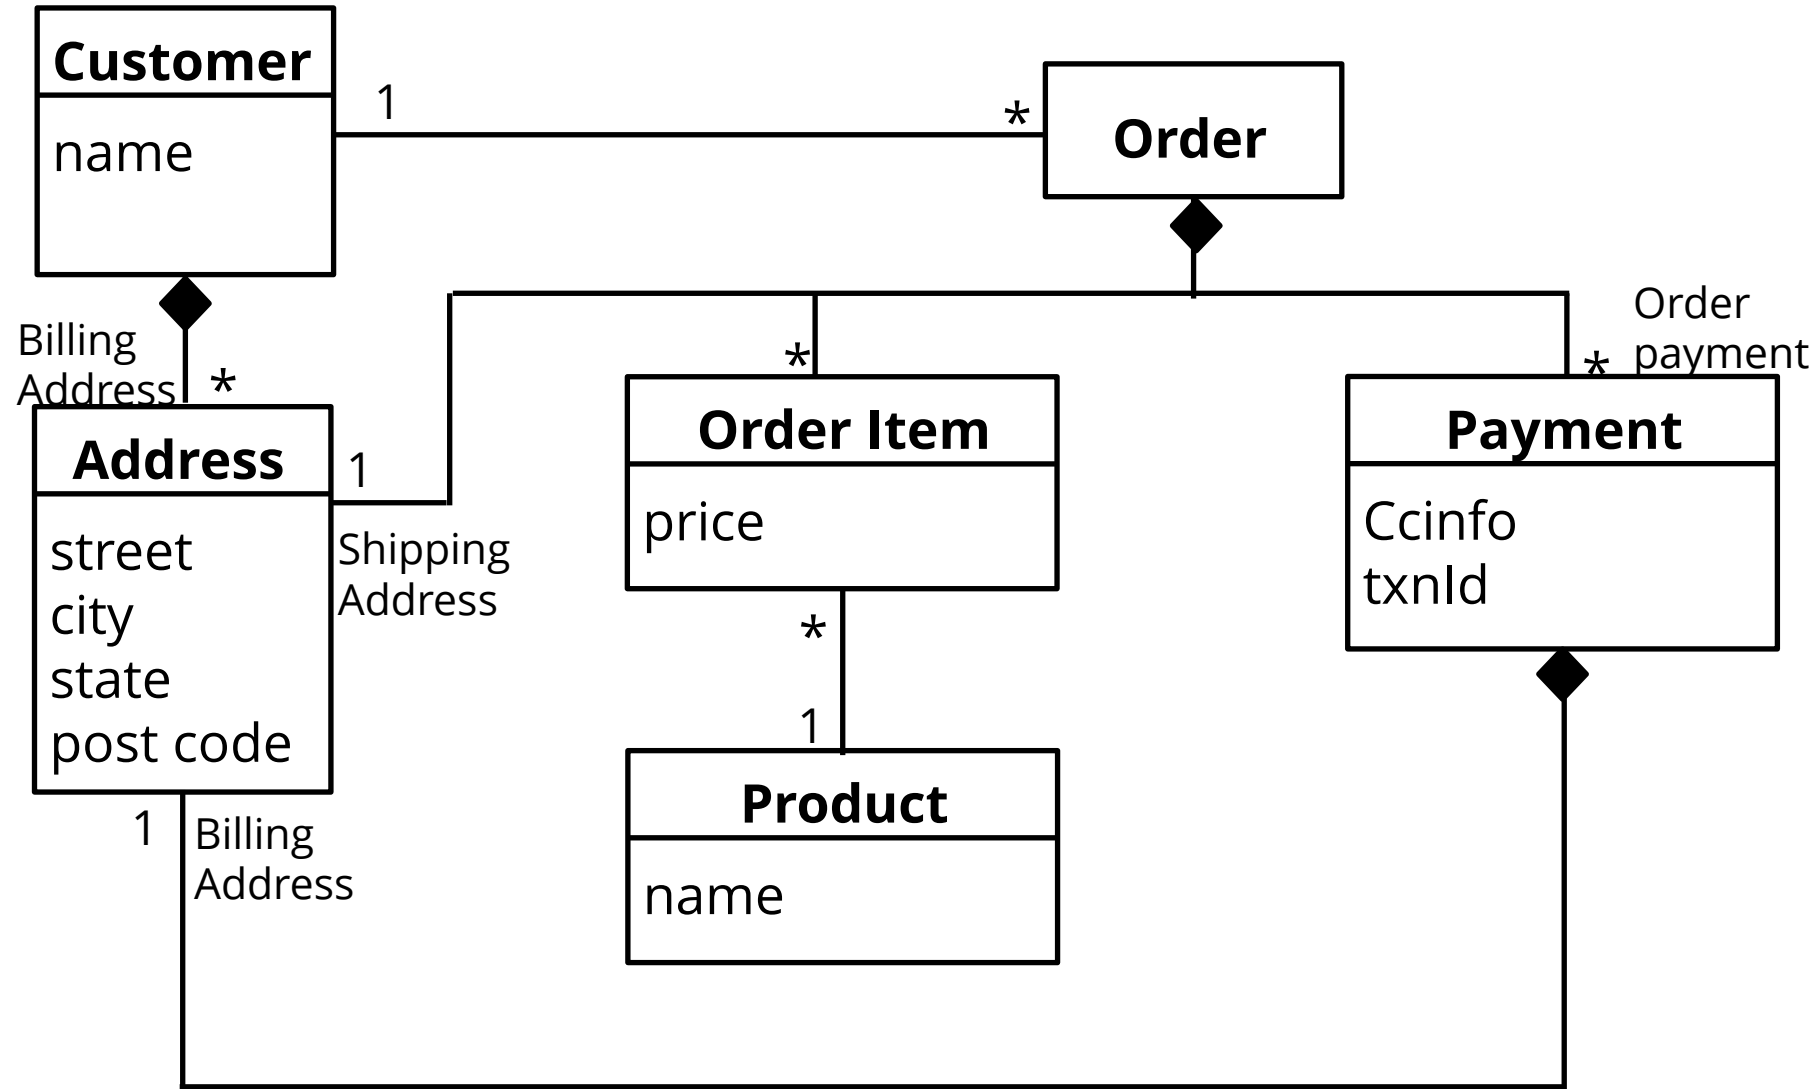 Customer
name
1
*
Order
Billing
Address
*
Address
street
city
state
post code
1
Shipping
Address
*
Order Item
price
*
1
Product
name
*
Order
payment
Payment
Ccinfo
txnId
1
Billing
Address